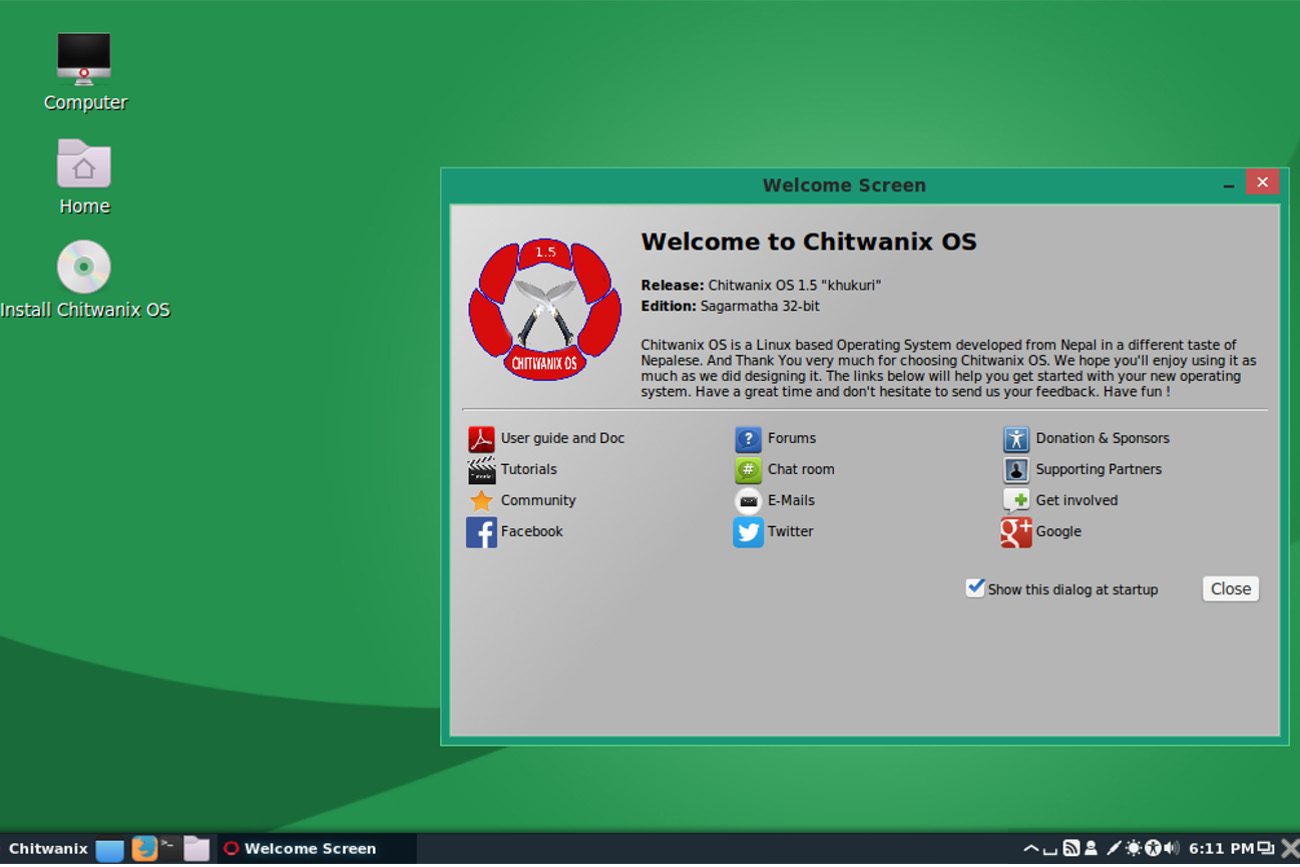 Computer
Home
Install Chitwanix OS
Welcome Screen
1.5
CHITWANIX OS
Welcome to Chitwanix OS
Release: Chitwanix OS 1.5 "khukuri"
Edition: Sagarmatha 32-bit
Chitwanix OS is a Linux based Operating System developed from Nepal in a different taste of
Nepalese. And Thank You very much for choosing Chitwanix OS. We hope you'll enjoy using it as
much as we did designing it. The links below will help you get started with your new operating
system. Have a great time and don't hesitate to send us your feedback. Have fun !
User guide and Doc
Forums
Donation & Sponsors
Tutorials
Chat room
Supporting Partners
Community
E-Mails
Get involved
Facebook
Twitter
Google
Show this dialog at startup
Close
Chitwanix
Welcome Screen
6:11 PM